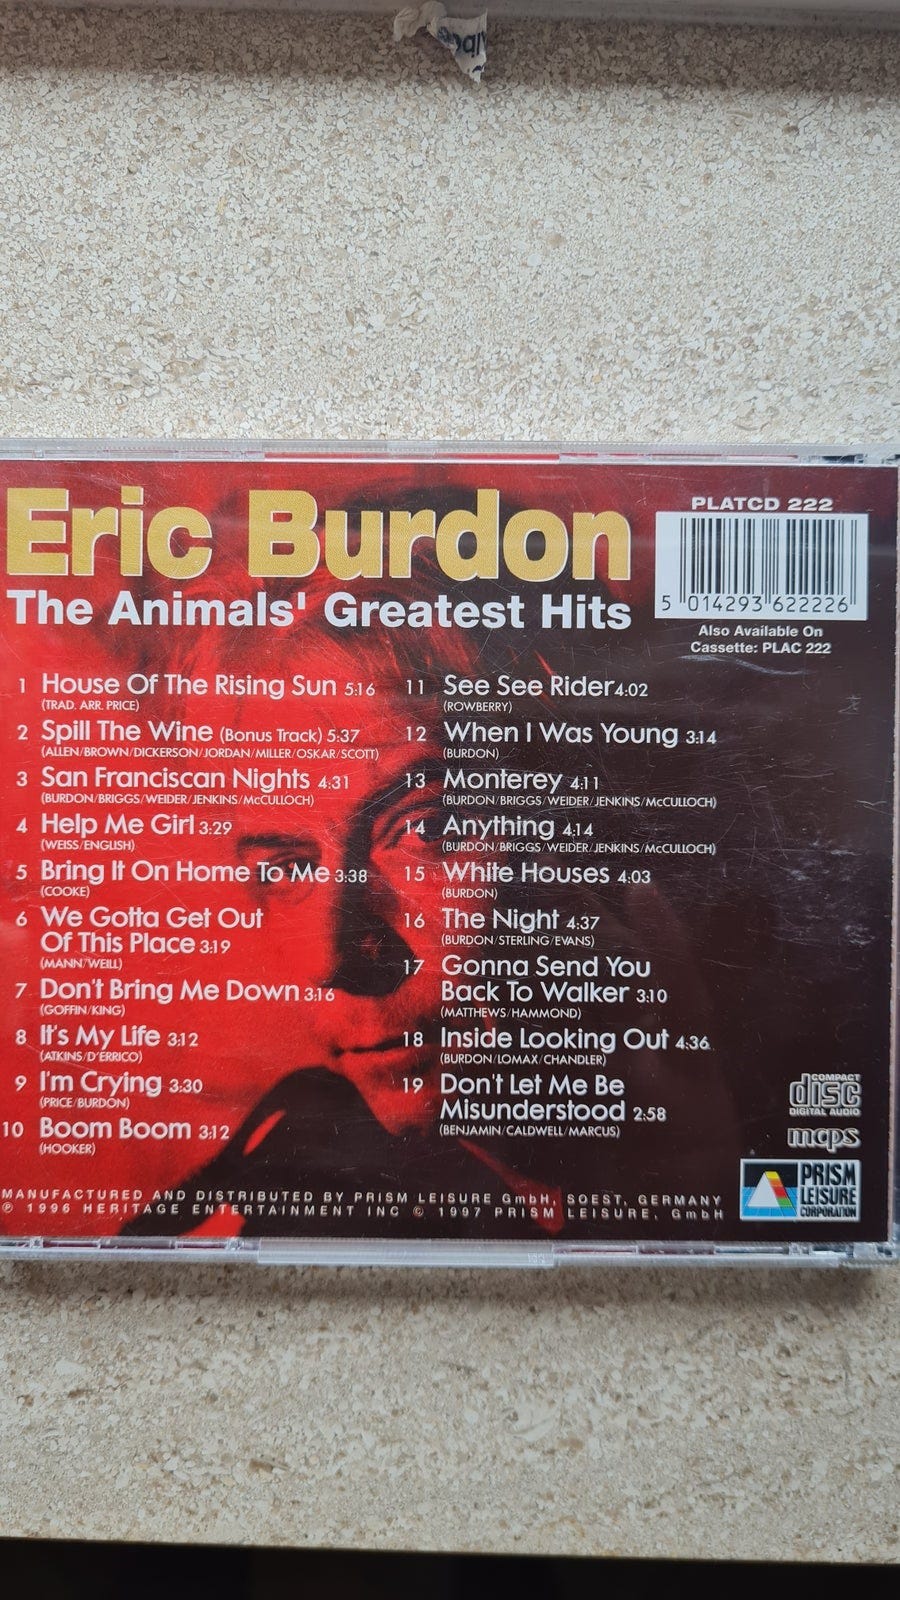 Eric Burdon
The Animals' Greatest Hits
PLATCD 222
5 014293 622226
Also Available On
Cassette: PLAC 222
1 House Of The Rising Sun 5:16
(TRAD. ARR. PRICE)
2 Spill The Wine (Bonus Track) 5:37
(ALLEN/BROWN/DICKERSON/JORDAN/MILLER/OSKAR/SCOTT)
3 San Franciscan Nights 4:31
(BURDON/BRIGGS/WEIDER/JENKINS/McCULLOCH)
4 Help Me Girl 3:29
(WEISS/ENGLISH)
5 Bring It On Home To Me 3:38
(COOKE)
6 We Gotta Get Out
Of This Place 3:19
(MANN/WEILL)
7 Don't Bring Me Down 3:16
(GOFFIN/KING)
8 It's My Life 3:12
(ATKINS/D'ERRICO)
9 I'm Crying 3:30
(PRICE/BURDON)
10 Boom Boom 3:12
(HOOKER)
11 See See Rider 4:02
(ROWBERRY)
12 When I Was Young 3:14
(BURDON)
13 Monterey 4:11
(BURDON/BRIGGS/WEIDER/JENKINS/McCULLOCH)
14 Anything 4:14
(BURDON/BRIGGS/WEIDER/JENKINS/McCULLOCH)
15 White Houses 4:03
(BURDON)
16 The Night 4:37
(BURDON/STERLING/EVANS)
17 Gonna Send You
Back To Walker 3:10
(MATTHEWS/HAMMOND)
18 Inside Looking Out 4:36
(BURDON/LOMAX/CHANDLER)
19 Don't Let Me Be
Misunderstood 2:58
(BENJAMIN/CALDWELL/MARCUS)
COMPACT
disc
DIGITAL AUDIO
mcps
PRISM
LEISURE
CORPORATION
MANUFACTURED AND DISTRIBUTED BY PRISM LEISURE GmbH, SOEST, GERMANY
℗ 1996 HERITAGE ENTERTAINMENT INC © 1997 PRISM LEISURE, GmbH